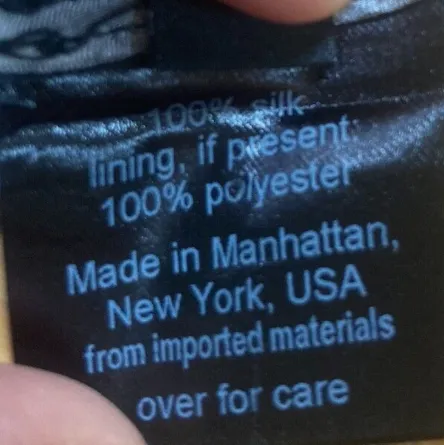 100% silk
lining, if present:
100% polyester
Made in Manhattan,
New York, USA
from imported materials
over for care